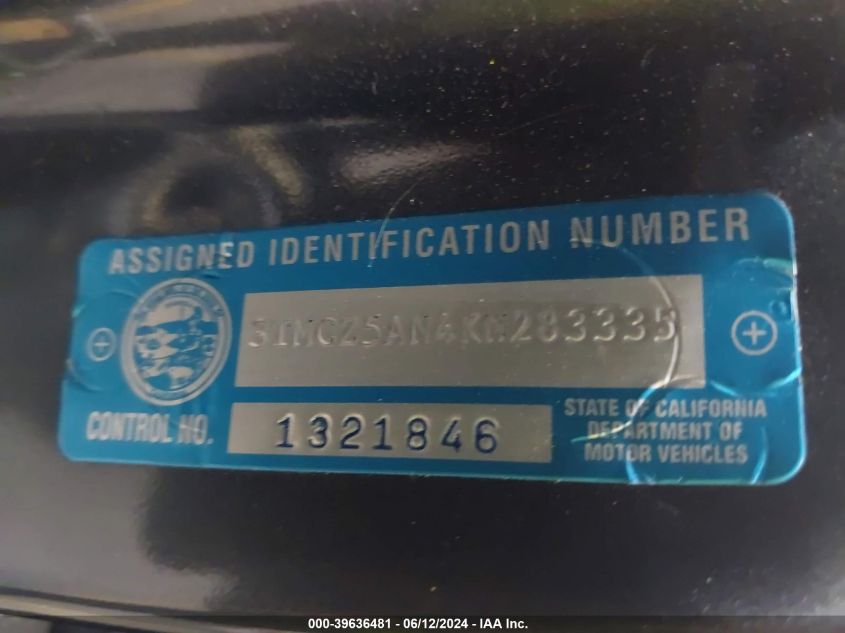 ASSIGNED IDENTIFICATION NUMBER
3TMCZ5AN4KM283335
CONTROL NO.
1321846
STATE OF CALIFORNIA
DEPARTMENT OF
MOTOR VEHICLES
000-39636481 - 06/12/2024 - IAA Inc.